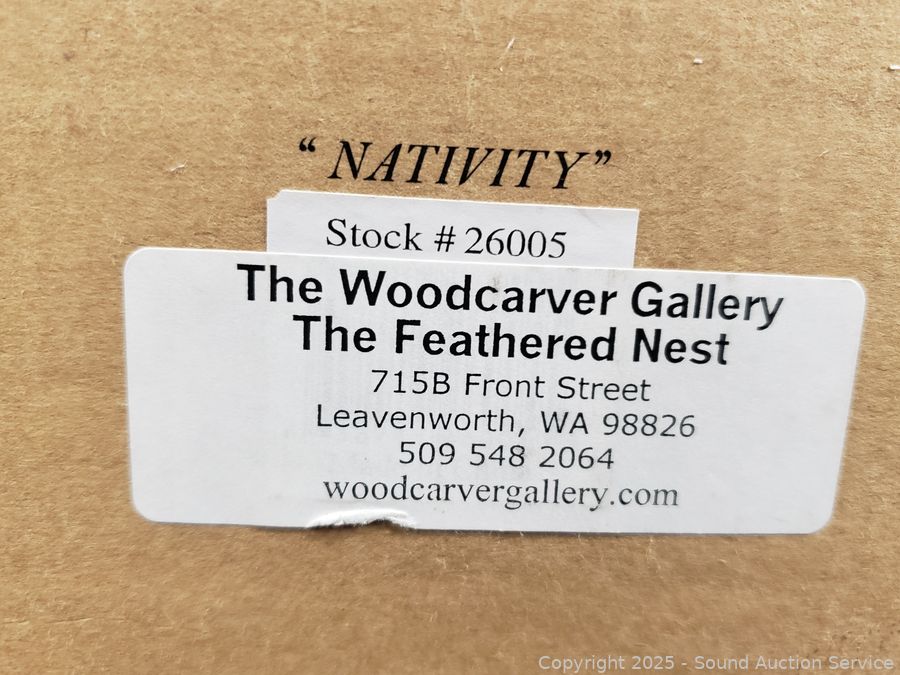 “ NATIVITY”
Stock # 26005
The Woodcarver Gallery
The Feathered Nest
715B Front Street
Leavenworth, WA 98826
509 548 2064
woodcarvergallery.com
Copyright 2025 - Sound Auction Service